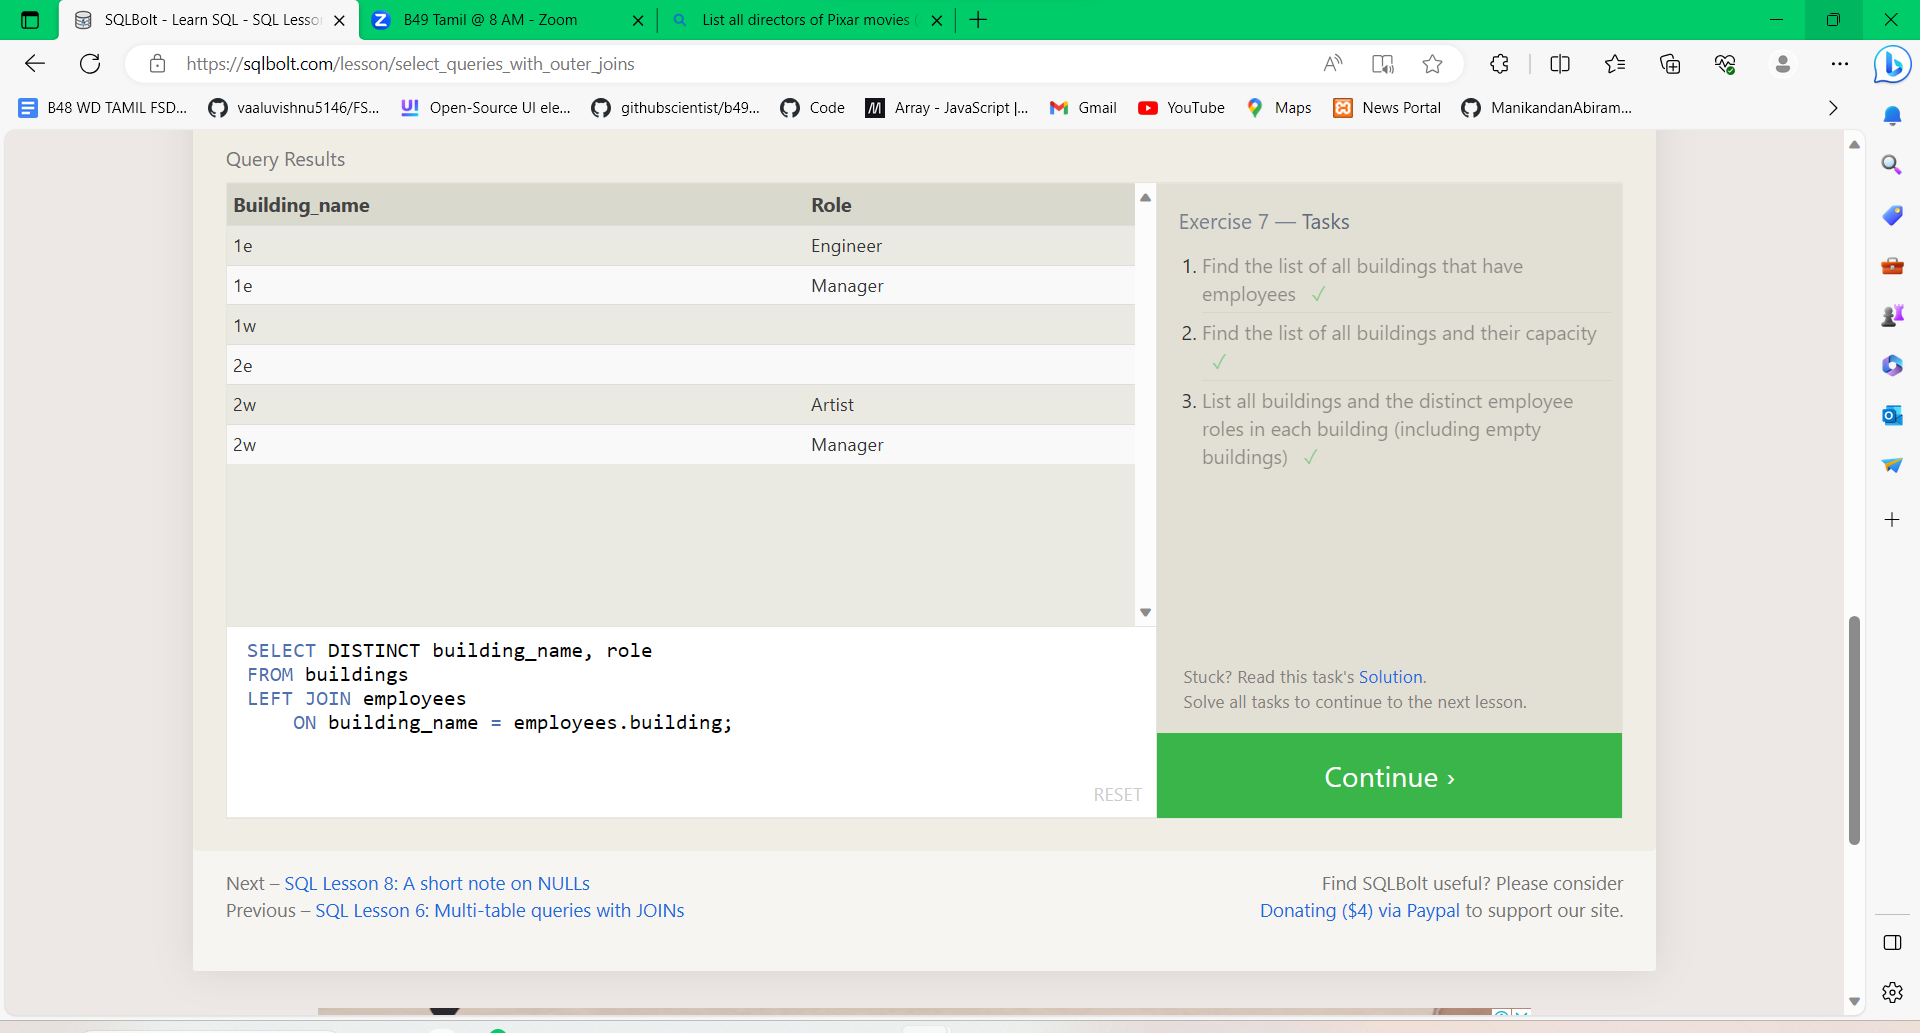 SQLBolt - Learn SQL - SQL Lesso
B49 Tamil @ 8 AM - Zoom
List all directors of Pixar movies (
https://sqlbolt.com/lesson/select_queries_with_outer_joins
B48 WD TAMIL FSD...
vaaluvishnu5146/FS...
Open-Source UI ele...
githubscientist/b49...
Code
Array - JavaScript |...
Gmail
YouTube
Maps
News Portal
ManikandanAbiram...
Query Results
Building_name Role
1e Engineer
1e Manager
1w
2e
2w Artist
2w Manager
SELECT DISTINCT building_name, role
FROM buildings
LEFT JOIN employees
ON building_name = employees.building;
RESET
Exercise 7 — Tasks
1. Find the list of all buildings that have
employees ✓
2. Find the list of all buildings and their capacity
✓
3. List all buildings and the distinct employee
roles in each building (including empty
buildings) ✓
Stuck? Read this task's Solution.
Solve all tasks to continue to the next lesson.
Continue ›
Next – SQL Lesson 8: A short note on NULLs
Previous – SQL Lesson 6: Multi-table queries with JOINs
Find SQLBolt useful? Please consider
Donating ($4) via Paypal to support our site.